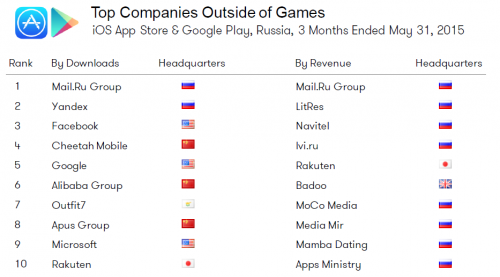 Top Companies Outside of Games
iOS App Store & Google Play, Russia, 3 Months Ended May 31, 2015
Rank By Downloads Headquarters By Revenue Headquarters
1 Mail.Ru Group Mail.Ru Group
2 Yandex LitRes
3 Facebook Navitel
4 Cheetah Mobile Ivi.ru
5 Google Rakuten
6 Alibaba Group Badoo
7 Outfit7 MoCo Media
8 Apus Group Media Mir
9 Microsoft Mamba Dating
10 Rakuten Apps Ministry